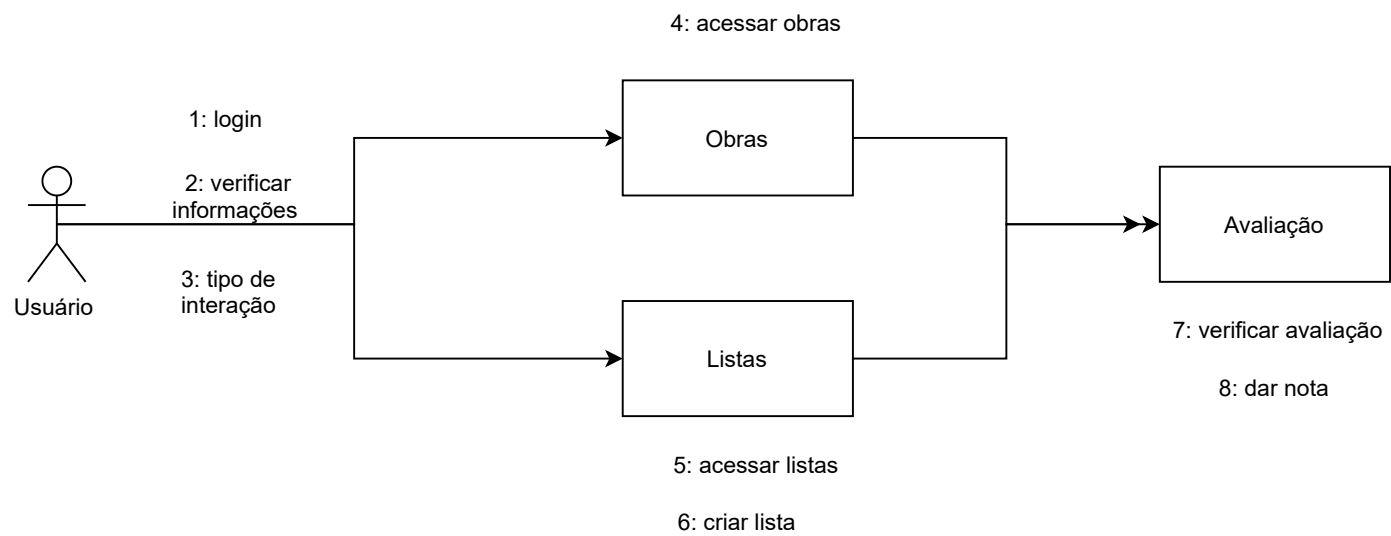 4: acessar obras
1: login
Obras
2: verificar
informações
Avaliação
3: tipo de
interação
Usuário
7: verificar avaliação
Listas
8: dar nota
5: acessar listas
6: criar lista